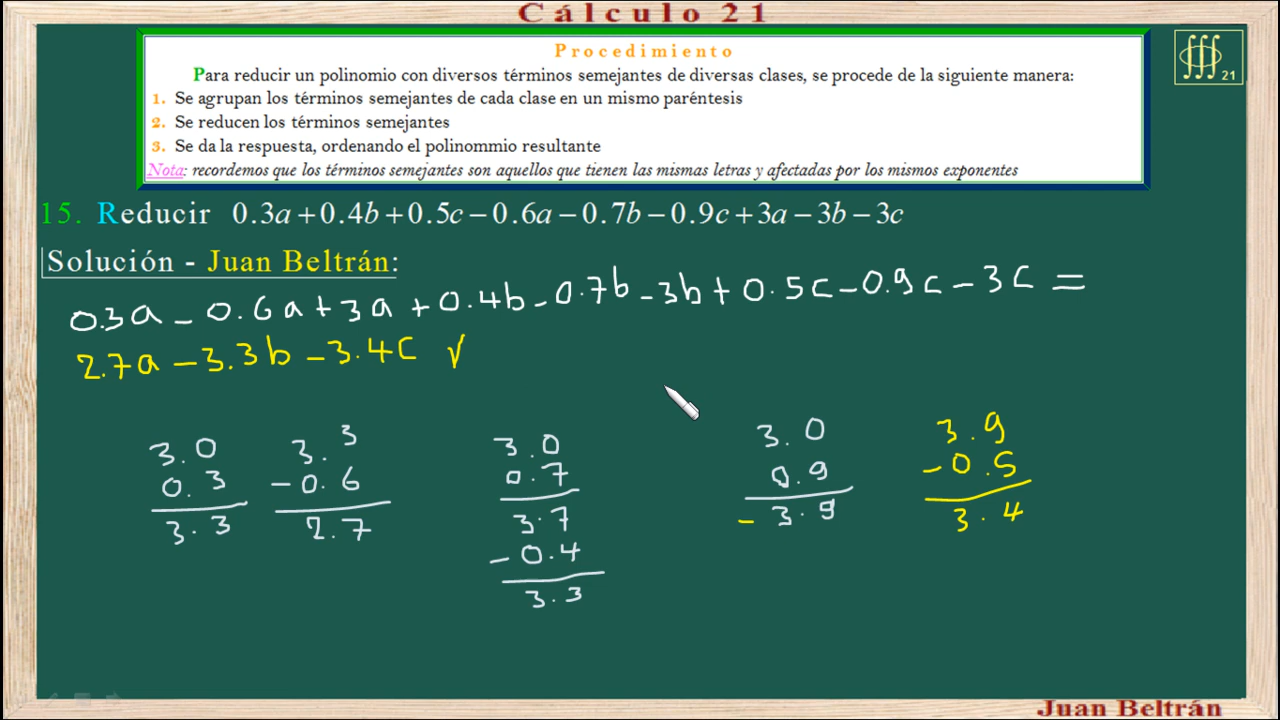 Cálculo 21
Procedimiento
Para reducir un polinomio con diversos términos semejantes de diversas clases, se procede de la siguiente manera:
1. Se agrupan los términos semejantes de cada clase en un mismo paréntesis
2. Se reducen los términos semejantes
3. Se da la respuesta, ordenando el polinommio resultante
Nota: recordemos que los términos semejantes son aquellos que tienen las mismas letras y afectadas por los mismos exponentes
∭ 21
15. Reducir 0.3a+0.4b+0.5c−0.6a−0.7b−0.9c+3a−3b−3c
Solución - Juan Beltrán:
0.3a − 0.6a + 3a + 0.4b − 0.7b − 3b + 0.5c − 0.9c − 3c =
2.7a − 3.3b − 3.4c √
3.0
0.3
3.3
3.3
− 0.6
2.7
3.0
0.7
3.7
− 0.4
3.3
3.0
0.9
− 3.9
3.9
− 0.5
3.4
Juan Beltrán